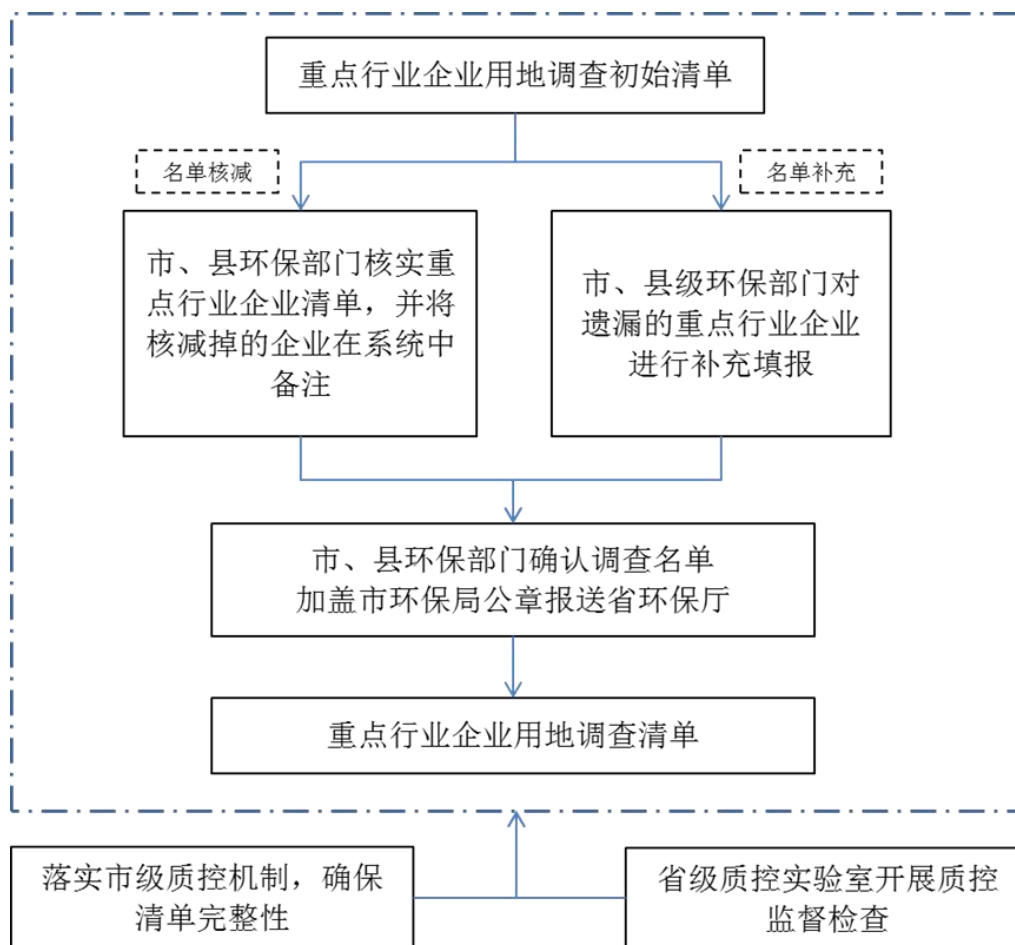 重点行业企业用地调查初始清单
名单核减
名单补充
市、县环保部门核实重
点行业企业清单，并将
核减掉的企业在系统中
备注
市、县级环保部门对
遗漏的重点行业企业
进行补充填报
市、县环保部门确认调查名单
加盖市环保局公章报送省环保厅
重点行业企业用地调查清单
落实市级质控机制，确保
清单完整性
省级质控实验室开展质控
监督检查